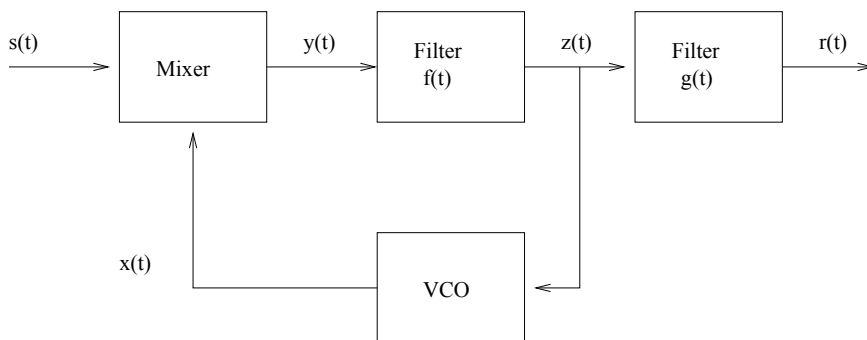 s(t)
Mixer
y(t)
Filter
f(t)
z(t)
Filter
g(t)
r(t)
x(t)
VCO